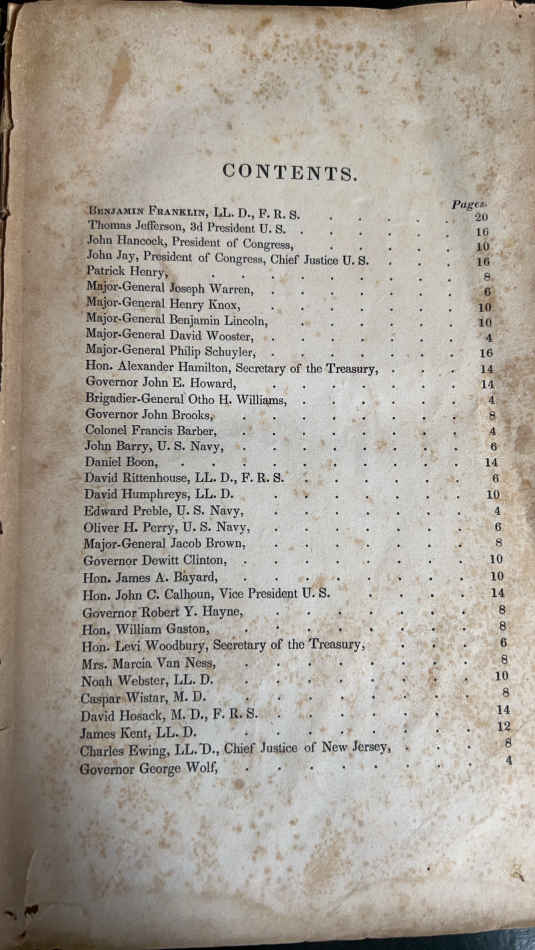 CONTENTS.
Pages.
BENJAMIN FRANKLIN, LL. D., F. R. S. . . . . . 20
Thomas Jefferson, 3d President U. S. . . . . . . 16
John Hancock, President of Congress, . . . . . 10
John Jay, President of Congress, Chief Justice U. S. . . . 16
Patrick Henry, . . . . . . . . . 8
Major-General Joseph Warren, . . . . . . . 6
Major-General Henry Knox, . . . . . . . 10
Major-General Benjamin Lincoln, . . . . . . 10
Major-General David Wooster, . . . . . . . 4
Major-General Philip Schuyler, . . . . . . . 16
Hon. Alexander Hamilton, Secretary of the Treasury, . . . 14
Governor John E. Howard, . . . . . . . 14
Brigadier-General Otho H. Williams, . . . . . . 4
Governor John Brooks, . . . . . . . . 8
Colonel Francis Barber, . . . . . . . . 4
John Barry, U. S. Navy, . . . . . . . . 6
Daniel Boon, . . . . . . . . . . 14
David Rittenhouse, LL. D., F. R. S. . . . . . . 6
David Humphreys, LL. D. . . . . . . . 10
Edward Preble, U. S. Navy, . . . . . . . 4
Oliver H. Perry, U. S. Navy, . . . . . . . 6
Major-General Jacob Brown, . . . . . . . 8
Governor Dewitt Clinton, . . . . . . . . 10
Hon. James A. Bayard, . . . . . . . . 10
Hon. John C. Calhoun, Vice President U. S. . . . . 14
Governor Robert Y. Hayne, . . . . . . . 8
Hon. William Gaston, . . . . . . . . 8
Hon. Levi Woodbury, Secretary of the Treasury, . . . 6
Mrs. Marcia Van Ness, . . . . . . . . 8
Noah Webster, LL. D. . . . . . . . . 10
Caspar Wistar, M. D. . . . . . . . . 8
David Hosack, M. D., F. R. S. . . . . . . . 14
James Kent, LL. D. . . . . . . . . 12
Charles Ewing, LL. D., Chief Justice of New Jersey, . . . 8
Governor George Wolf, . . . . . . . . 4